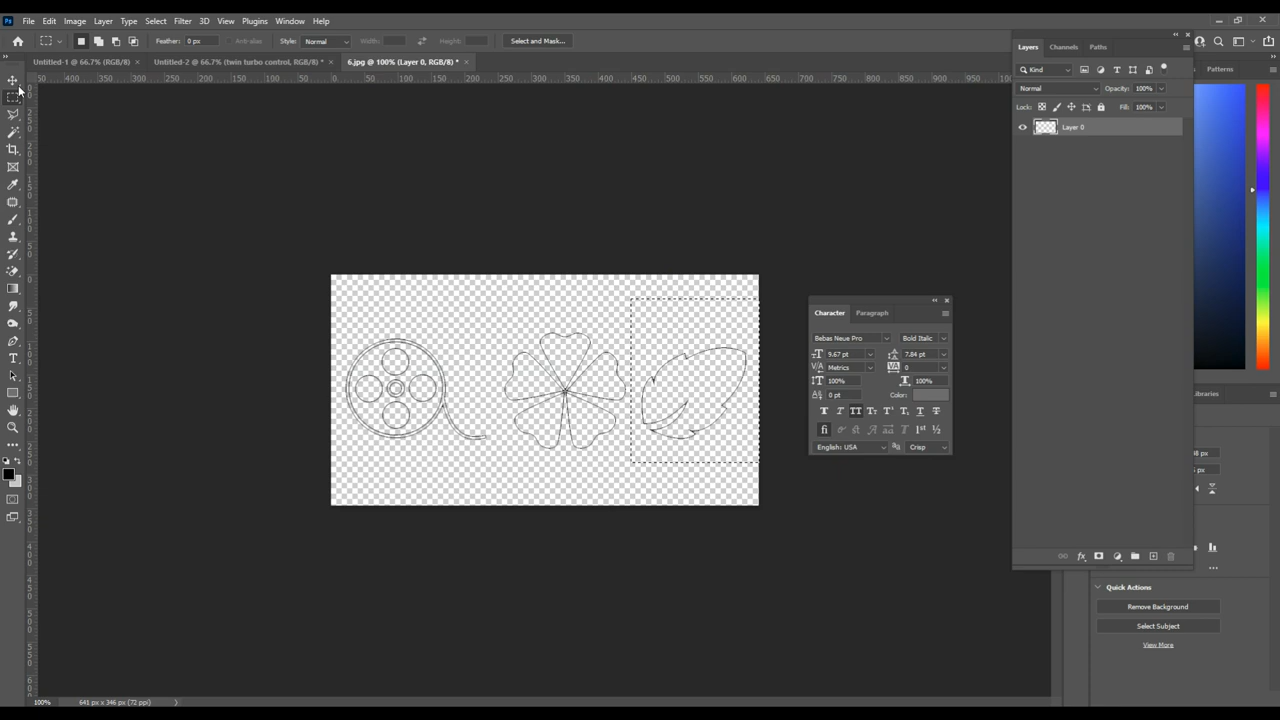 File Edit Image Layer Type Select Filter 3D View Plugins Window Help
Feather: 0 px Anti-alias Style: Normal Width: Height: Select and Mask...
Untitled-1 @ 66.7% (RGB/8) × Untitled-2 @ 66.7% (twin turbo control, RGB/8) * × 6.jpg @ 100% (Layer 0, RGB/8) * ×
Layers Channels Paths
Kind
Normal Opacity: 100%
Lock: Fill: 100%
Layer 0
Patterns
Libraries
Character Paragraph
Bebas Neue Pro Bold Italic
9.67 pt 7.84 pt
Metrics 0
100% 100%
0 pt Color:
English: USA Crisp
Quick Actions
Remove Background
Select Subject
View More
100% 641 px x 346 px (72 ppi)